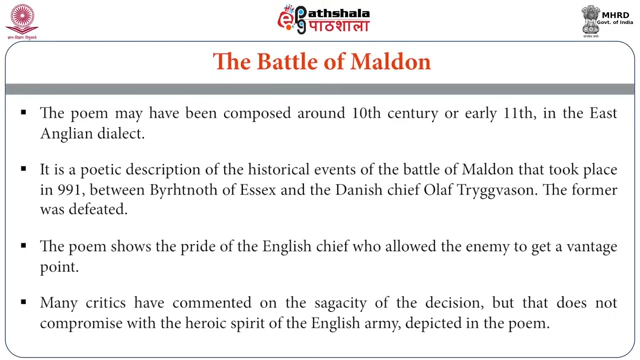 ePathshala
पाठशाला
MHRD
Govt. of India
The Battle of Maldon
▪ The poem may have been composed around 10th century or early 11th, in the East
Anglian dialect.
▪ It is a poetic description of the historical events of the battle of Maldon that took place
in 991, between Byrhtnoth of Essex and the Danish chief Olaf Tryggvason. The former
was defeated.
▪ The poem shows the pride of the English chief who allowed the enemy to get a vantage
point.
▪ Many critics have commented on the sagacity of the decision, but that does not
compromise with the heroic spirit of the English army, depicted in the poem.